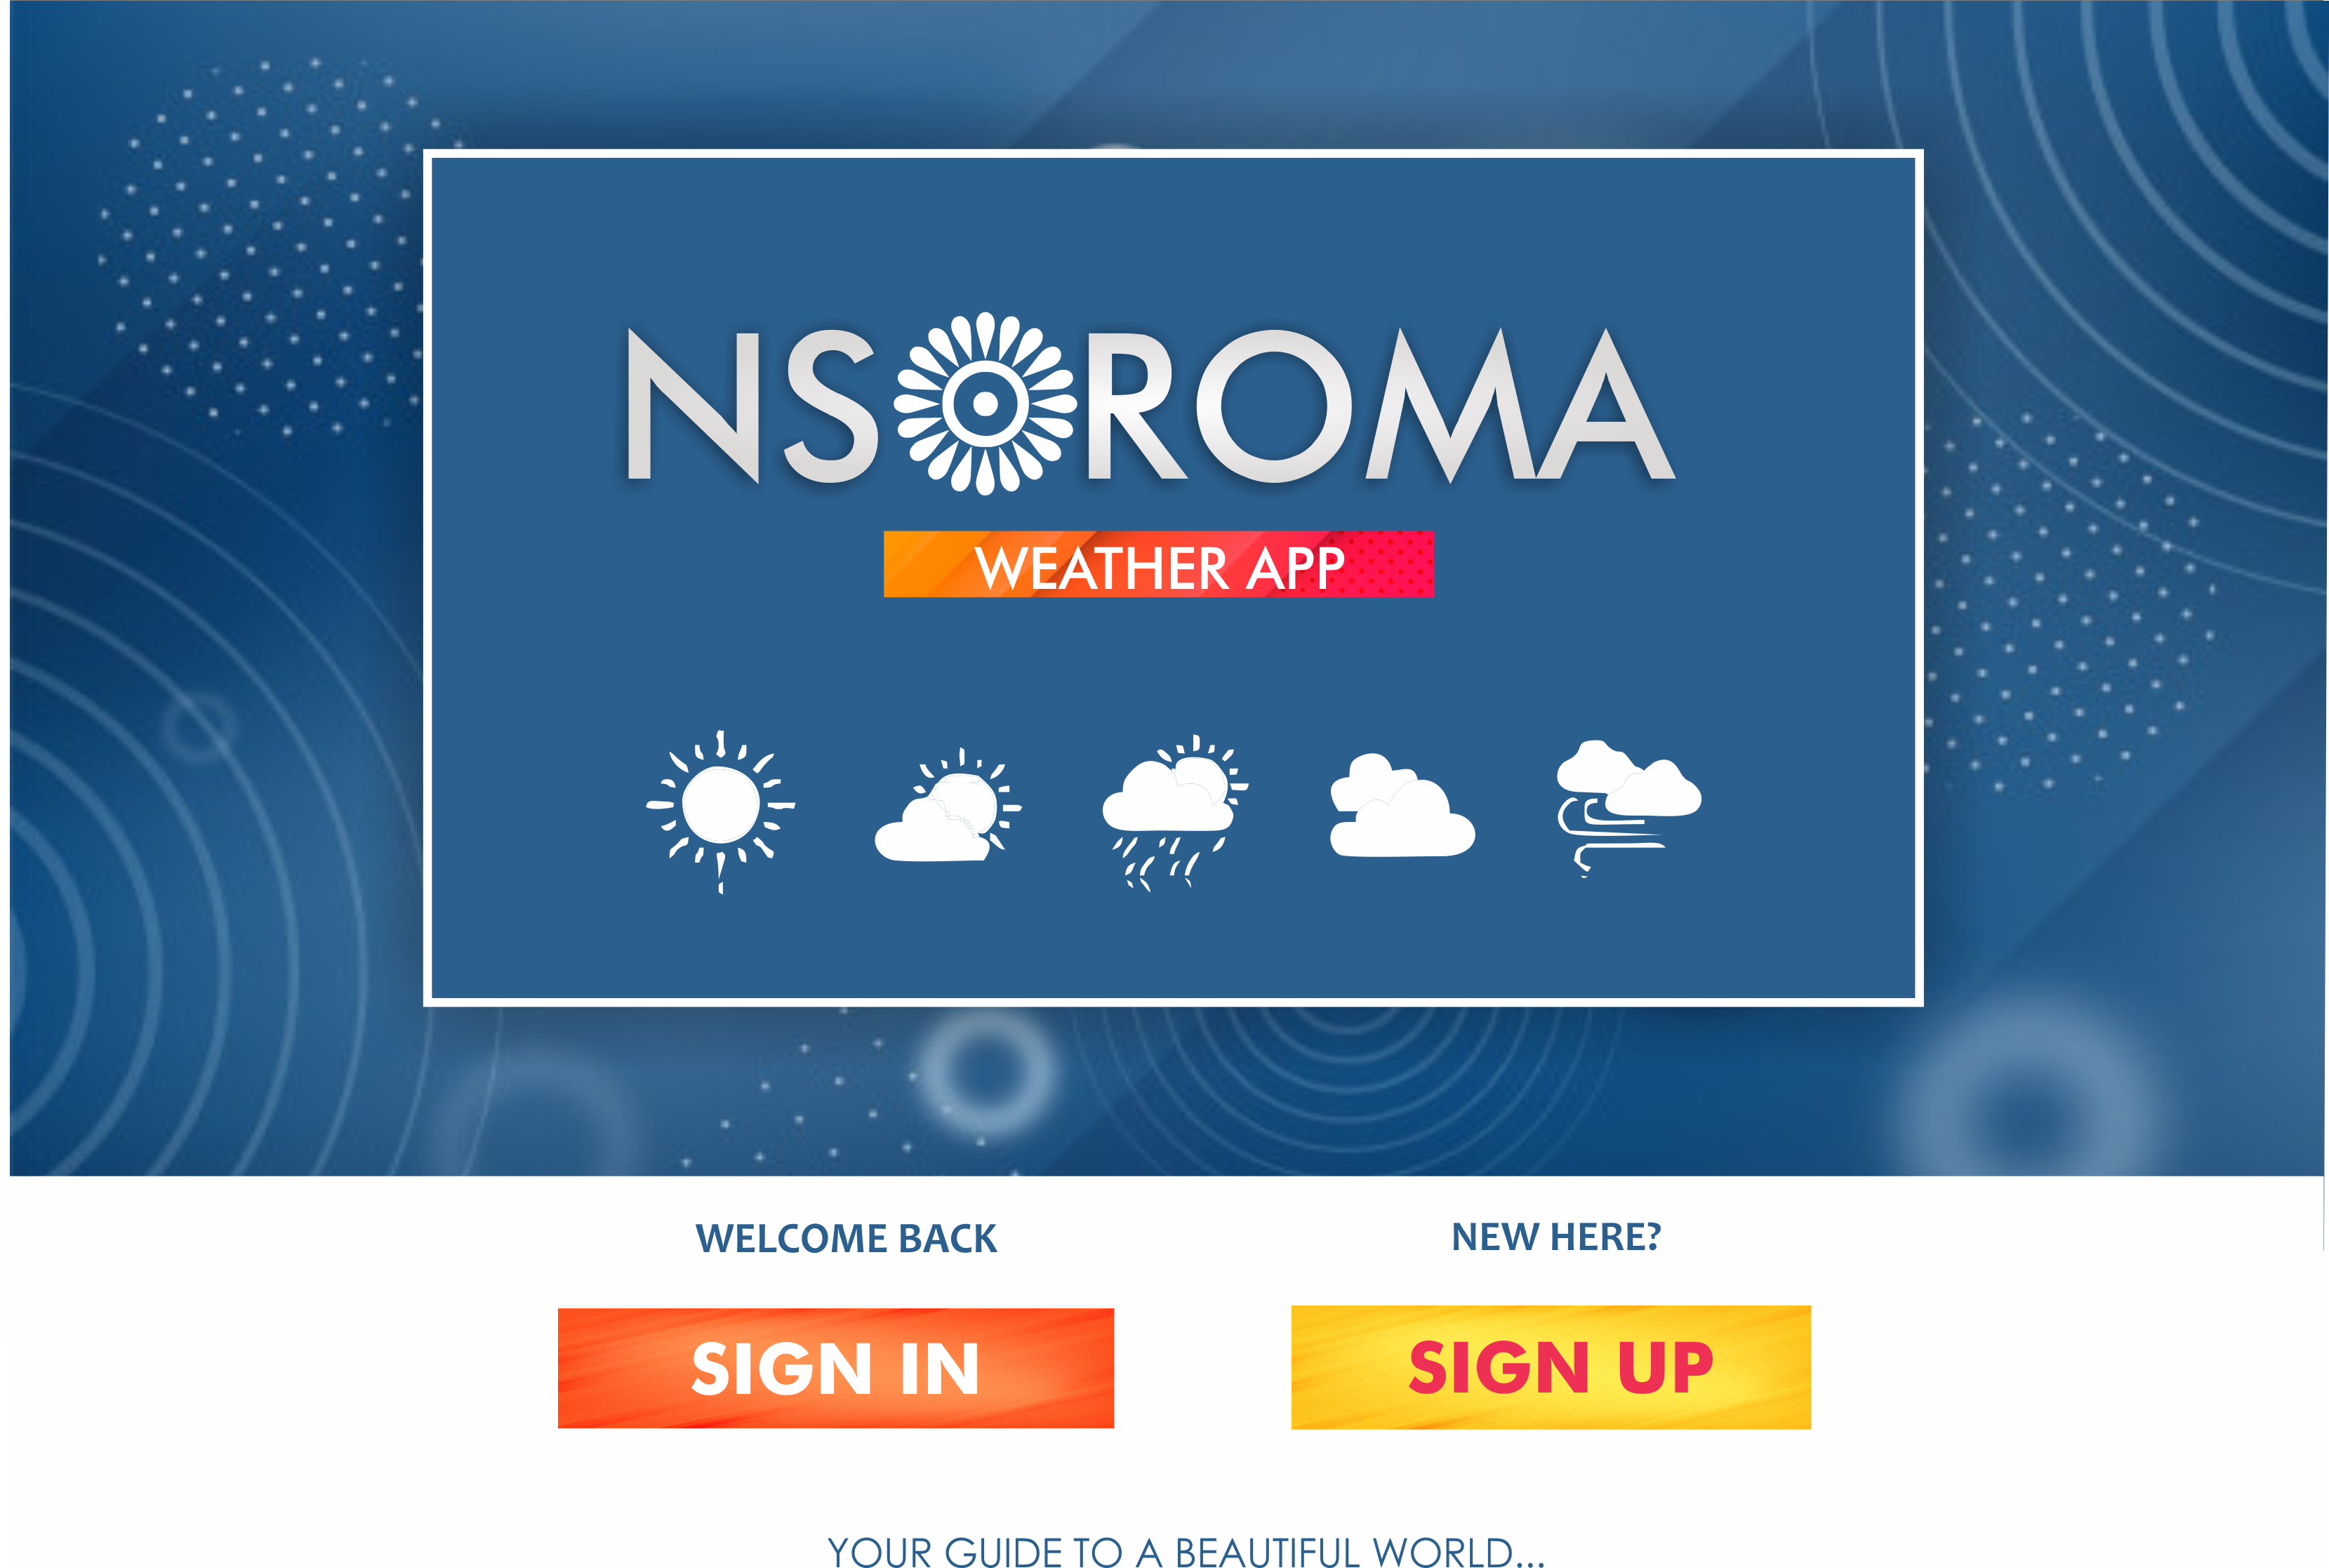 NSOROMA
WEATHER APP
WELCOME BACK
NEW HERE?
SIGN IN
SIGN UP
YOUR GUIDE TO A BEAUTIFUL WORLD...